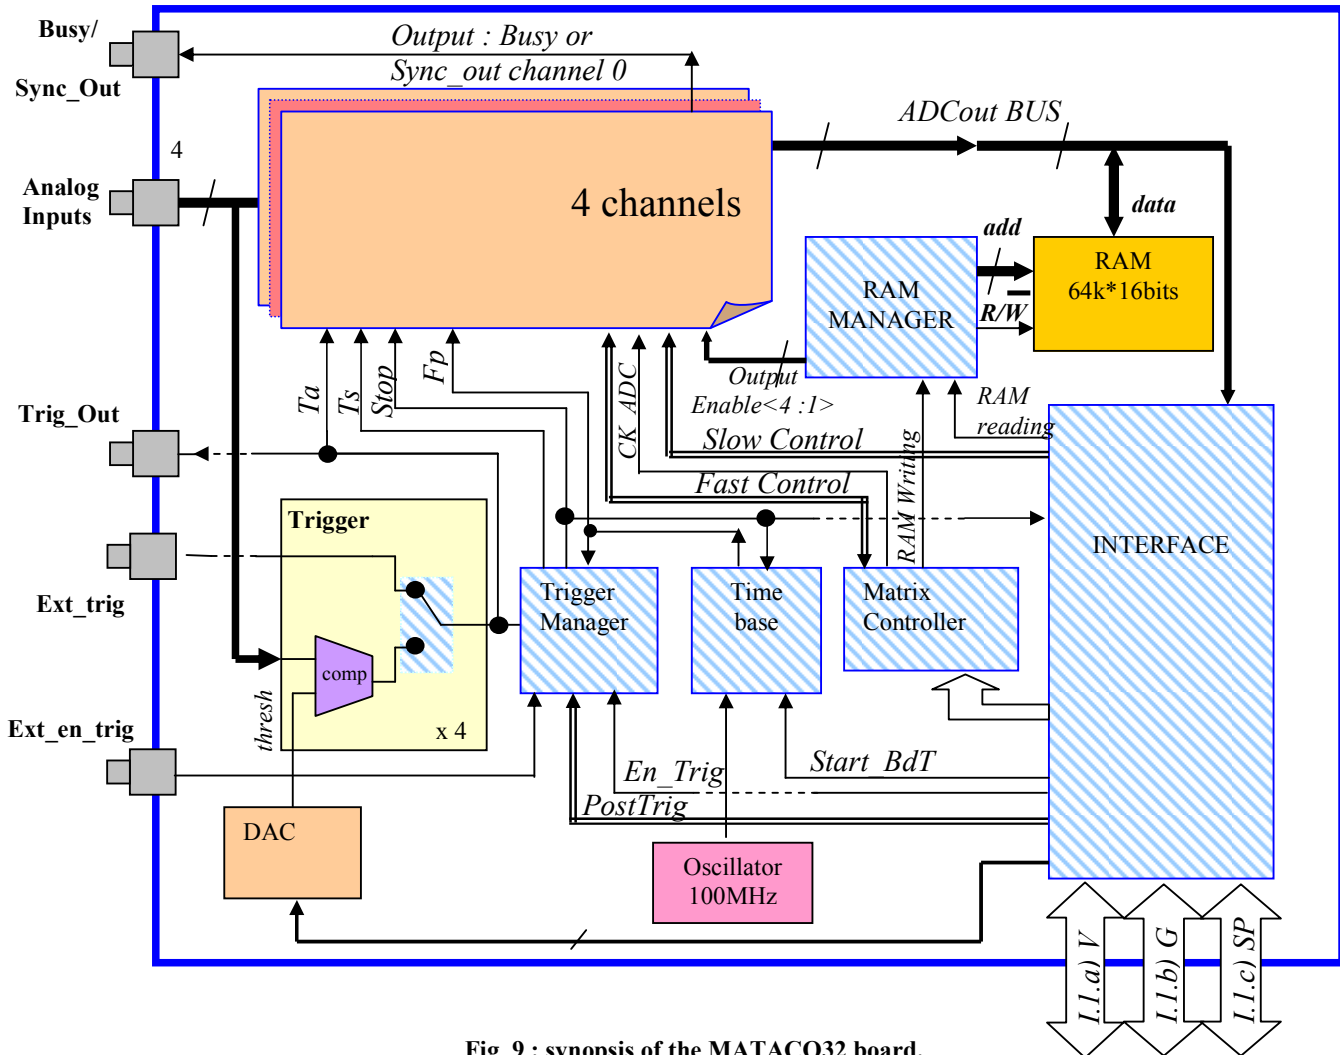 Busy/
Sync_Out
Output : Busy or
Sync_out channel 0
ADCout BUS
4
Analog
Inputs
4 channels
data
add
RAM
64k*16bits
RAM
MANAGER
R/W
Ta
Ts
Stop
Fp
CK_ADC
Output
Enable<4 :1>
RAM
reading
Trig_Out
Slow Control
Fast Control
RAM Writing
Trigger
INTERFACE
Ext_trig
Trigger
Manager
Time
base
Matrix
Controller
comp
thresh
x 4
Ext_en_trig
En_Trig
Start_BdT
PostTrig
DAC
Oscillator
100MHz
I.1.a) V
I.1.b) G
I.1.c) SP
Fig. 9 : synopsis of the MATACQ32 board.